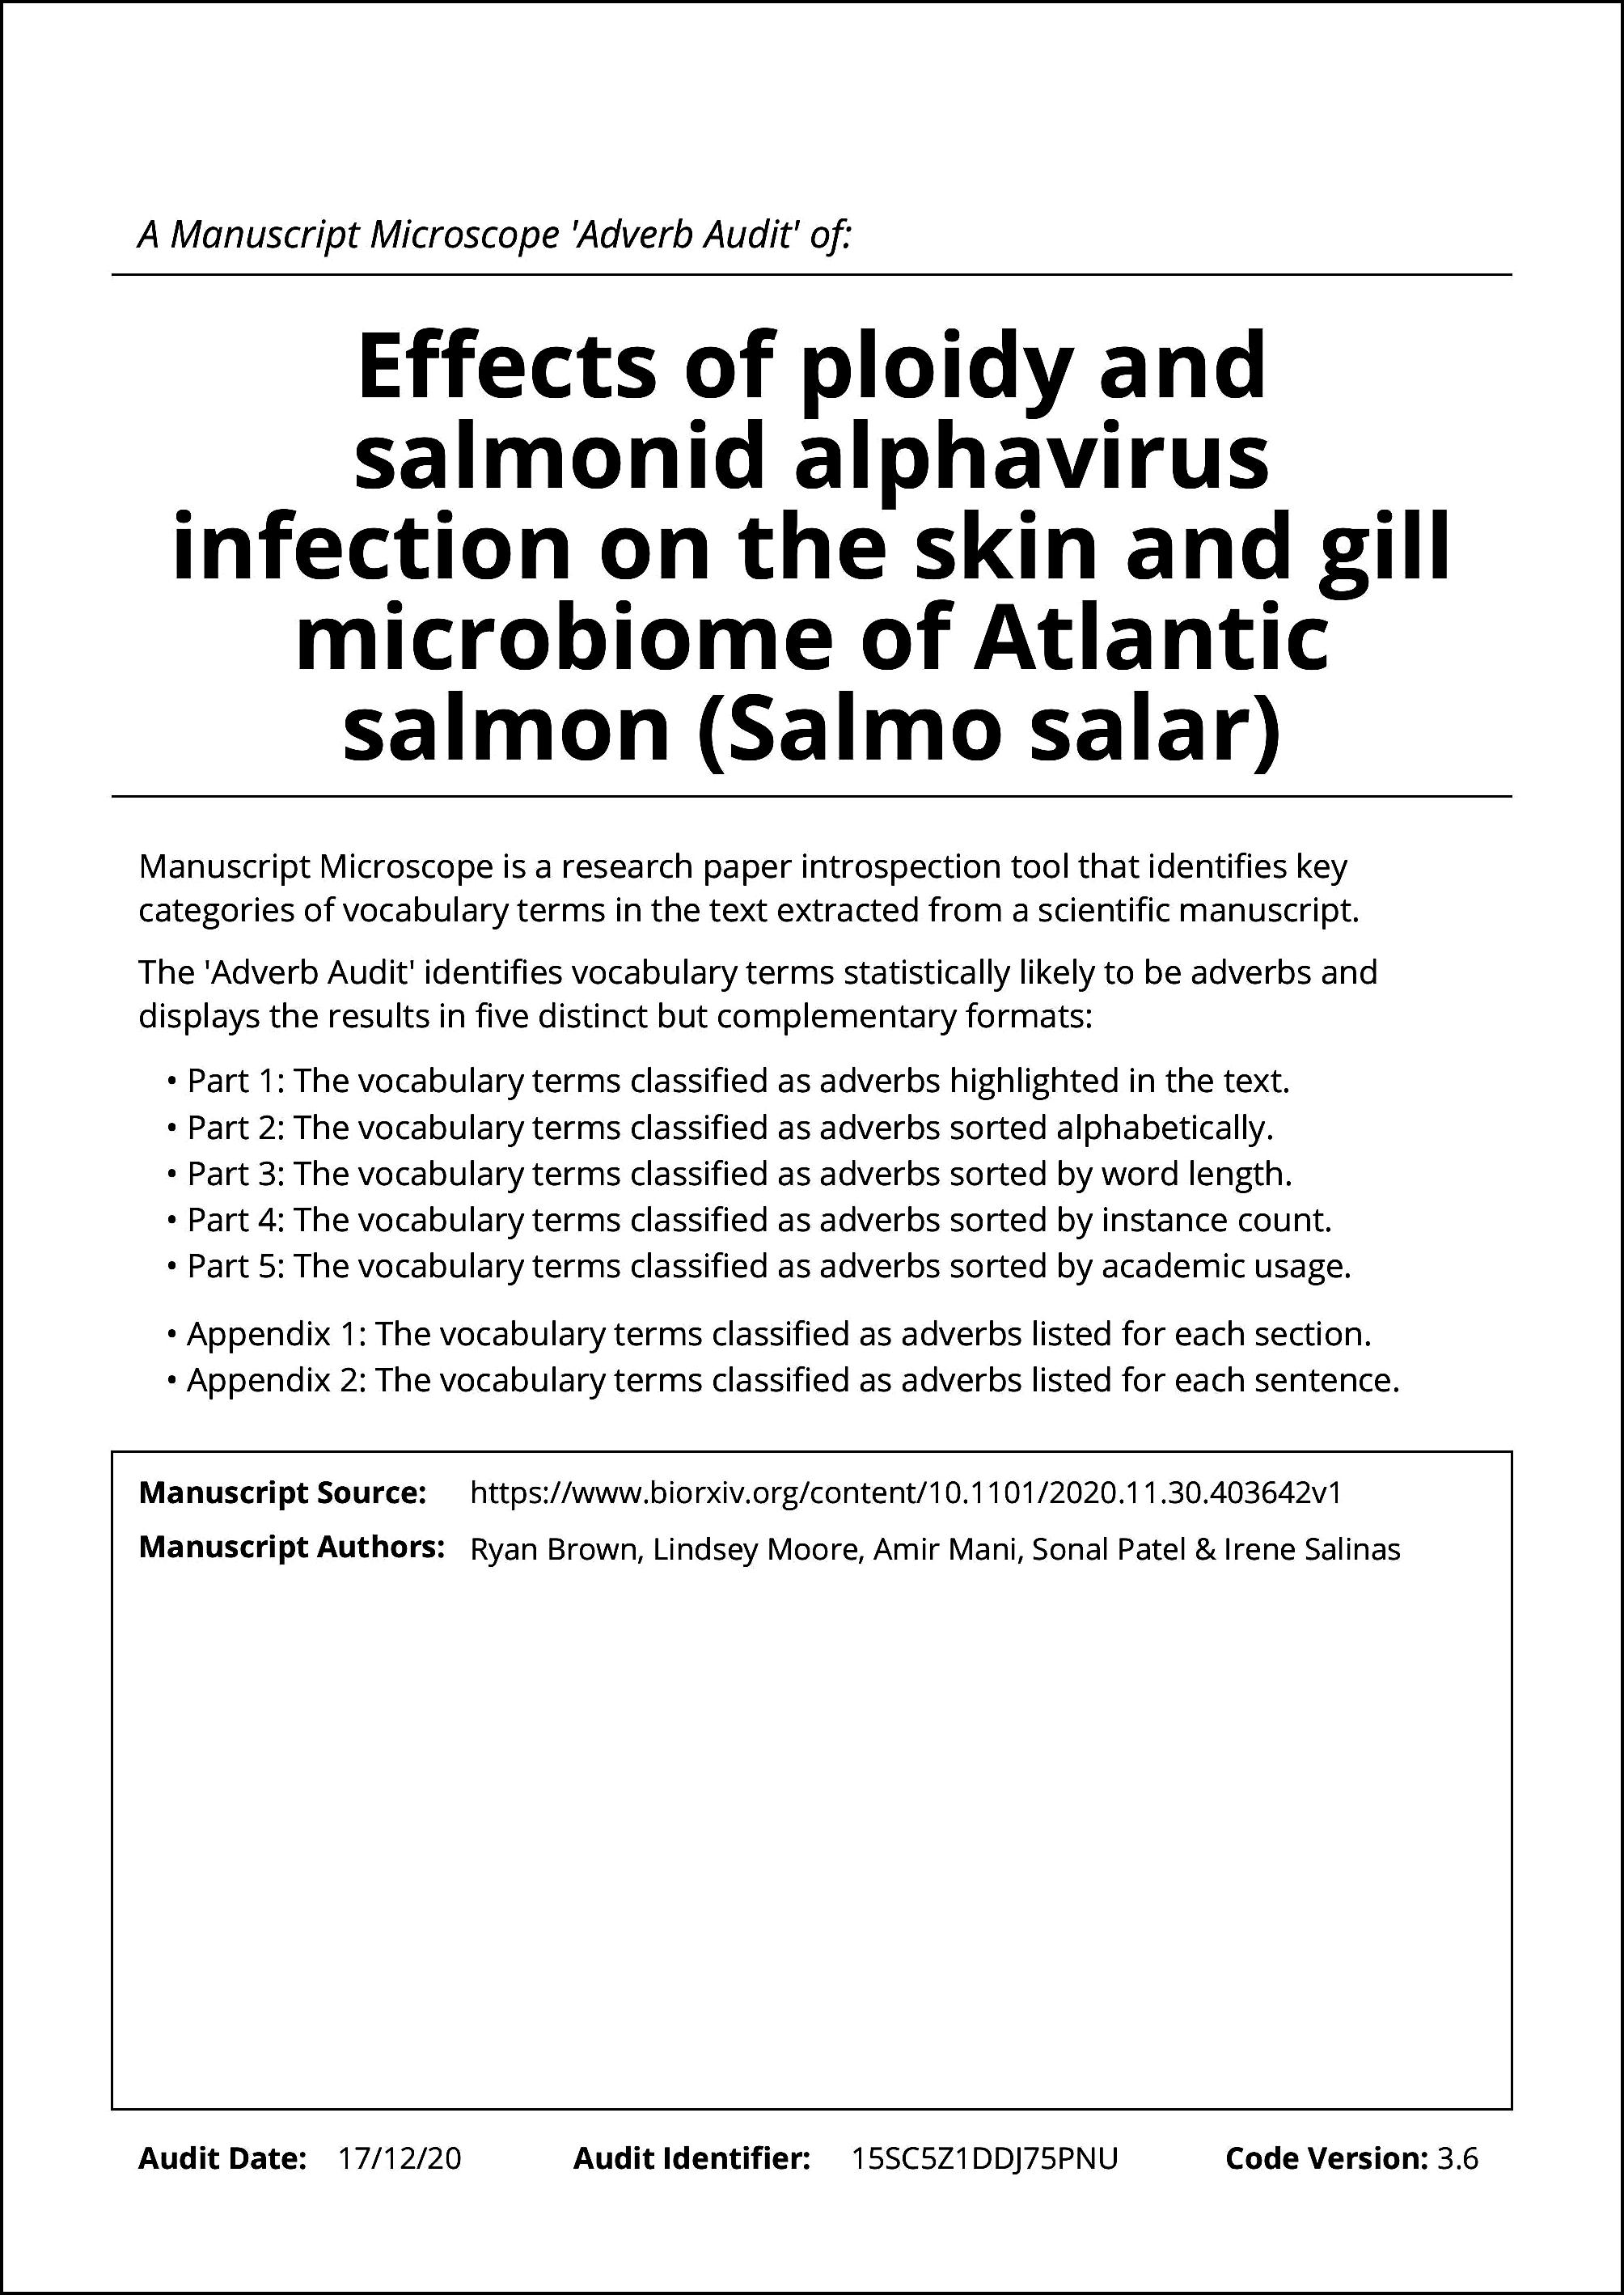 A Manuscript Microscope 'Adverb Audit' of:
Effects of ploidy and
salmonid alphavirus
infection on the skin and gill
microbiome of Atlantic
salmon (Salmo salar)
Manuscript Microscope is a research paper introspection tool that identifies key
categories of vocabulary terms in the text extracted from a scientific manuscript.
The 'Adverb Audit' identifies vocabulary terms statistically likely to be adverbs and
displays the results in five distinct but complementary formats:
• Part 1: The vocabulary terms classified as adverbs highlighted in the text.
• Part 2: The vocabulary terms classified as adverbs sorted alphabetically.
• Part 3: The vocabulary terms classified as adverbs sorted by word length.
• Part 4: The vocabulary terms classified as adverbs sorted by instance count.
• Part 5: The vocabulary terms classified as adverbs sorted by academic usage.
• Appendix 1: The vocabulary terms classified as adverbs listed for each section.
• Appendix 2: The vocabulary terms classified as adverbs listed for each sentence.
Manuscript Source: https://www.biorxiv.org/content/10.1101/2020.11.30.403642v1
Manuscript Authors: Ryan Brown, Lindsey Moore, Amir Mani, Sonal Patel & Irene Salinas
Audit Date: 17/12/20 Audit Identifier: 15SC5Z1DDJ75PNU Code Version: 3.6